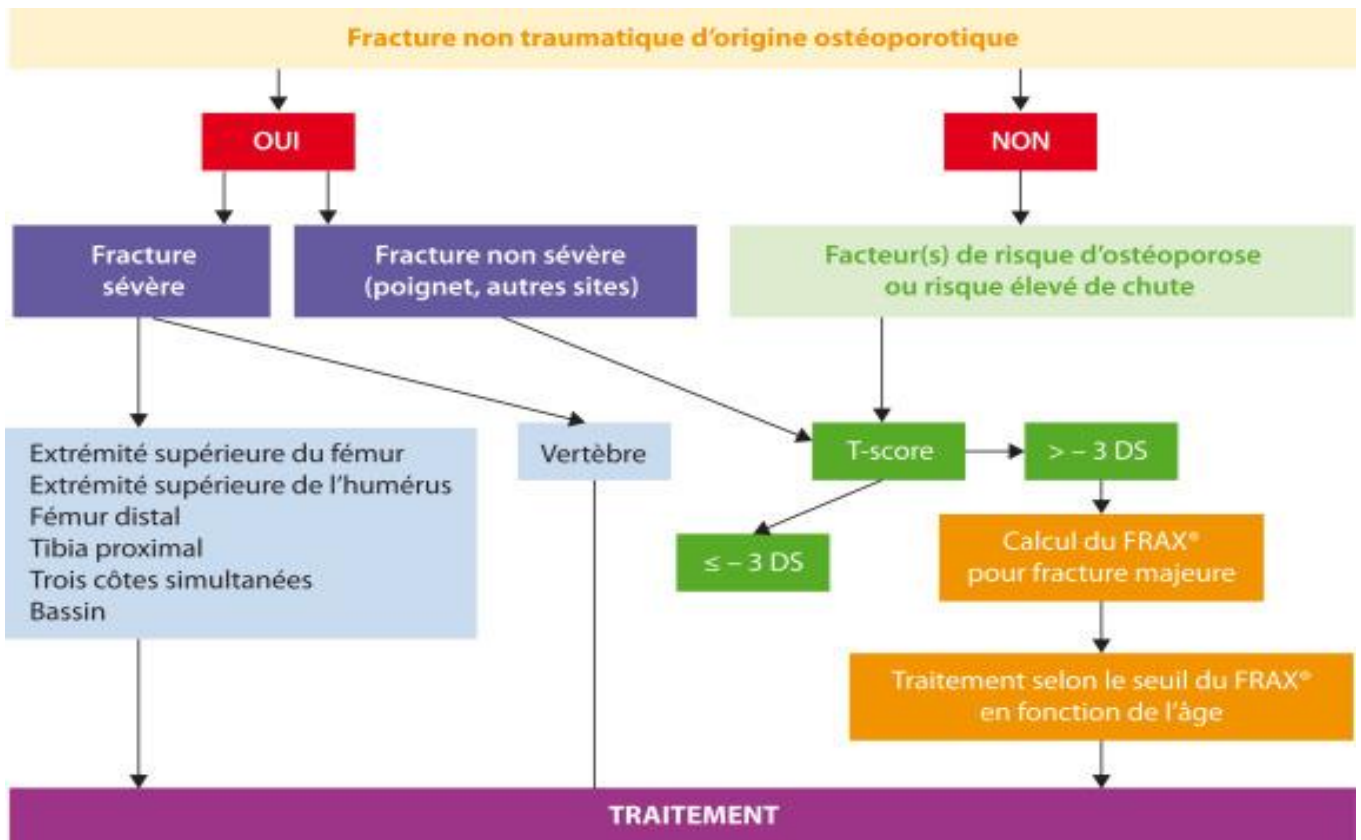 Fracture non traumatique d’origine ostéoporotique
OUI
NON
Fracture
sévère
Fracture non sévère
(poignet, autres sites)
Facteur(s) de risque d’ostéoporose
ou risque élevé de chute
Extrémité supérieure du fémur
Extrémité supérieure de l’humérus
Fémur distal
Tibia proximal
Trois côtes simultanées
Bassin
Vertèbre
T-score
> – 3 DS
≤ – 3 DS
Calcul du FRAX®
pour fracture majeure
Traitement selon le seuil du FRAX®
en fonction de l’âge
TRAITEMENT